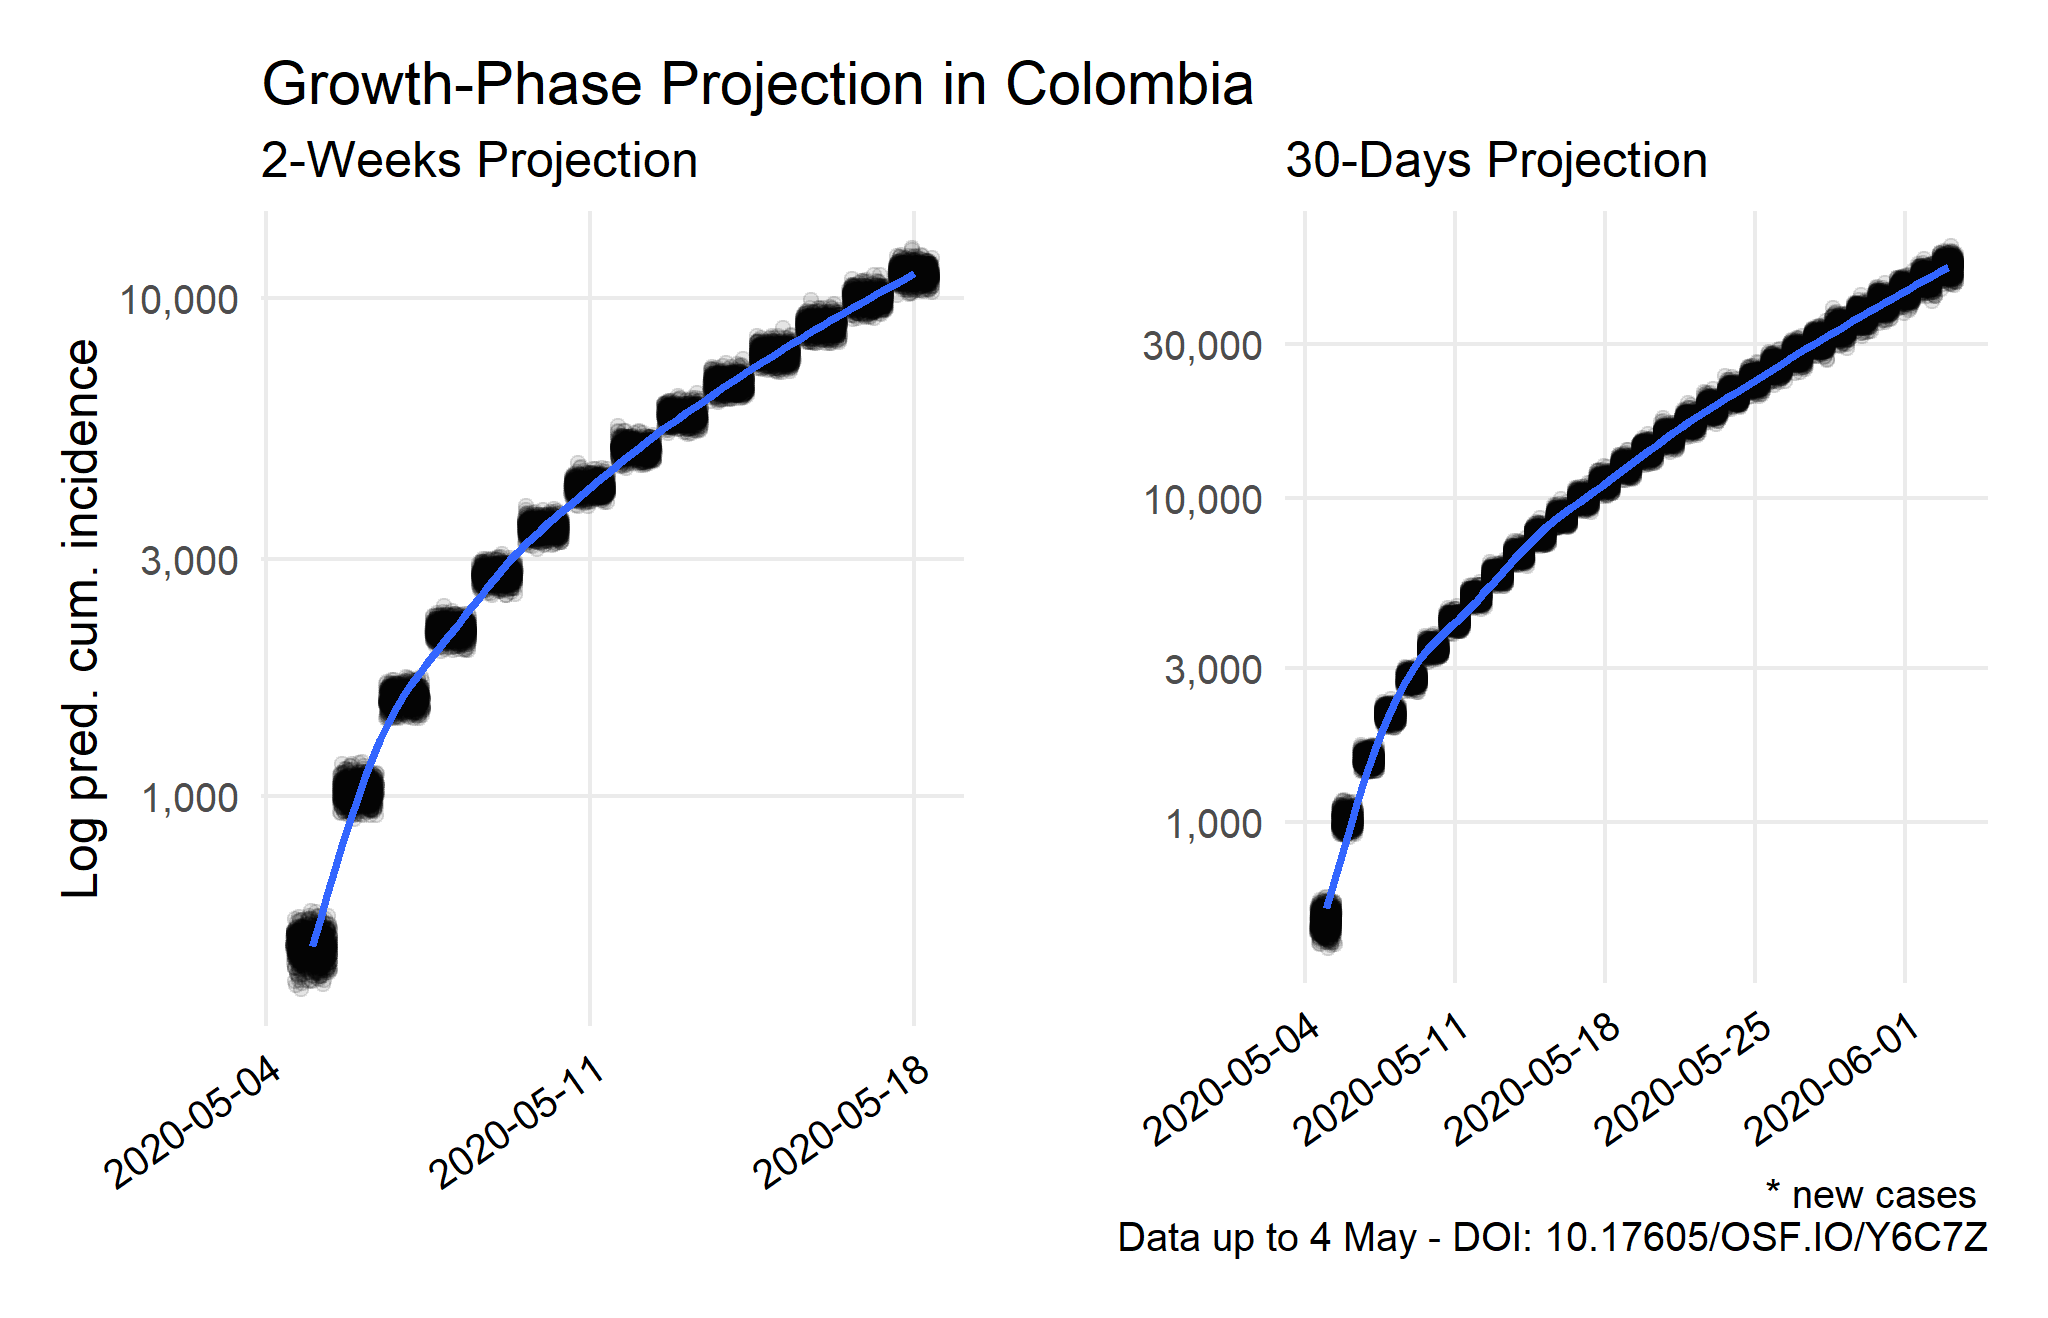 Growth-Phase Projection in Colombia
2-Weeks Projection
Log pred. cum. incidence
10,000
3,000
1,000
2020-05-04
2020-05-11
2020-05-18
30-Days Projection
30,000
10,000
3,000
1,000
2020-05-04
2020-05-11
2020-05-18
2020-05-25
2020-06-01
* new cases
Data up to 4 May - DOI: 10.17605/OSF.IO/Y6C7Z